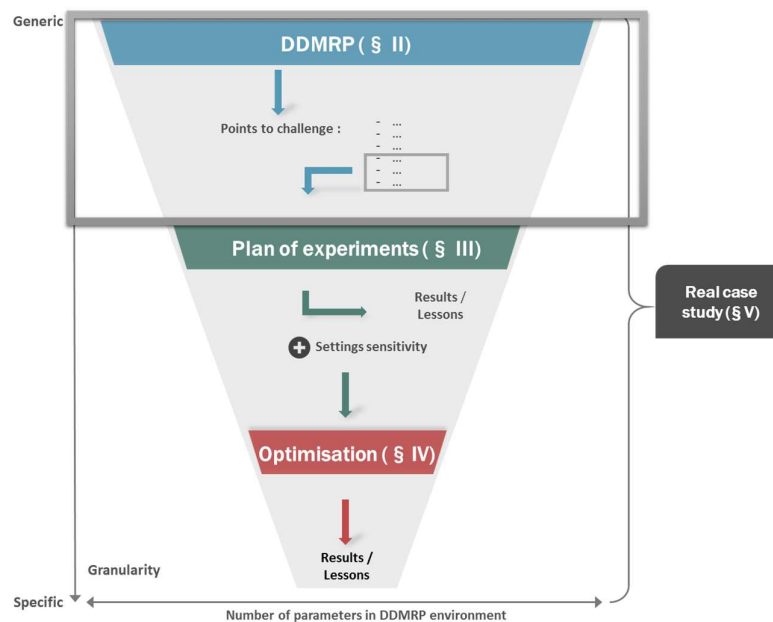 Generic
DDMRP ( § II)
Points to challenge :
- ...
- ...
- ...
- ...
- ...
- ...
Plan of experiments ( § III)
Results /
Lessons
+ Settings sensitivity
Real case
study (§ V)
Optimisation ( § IV)
Results /
Lessons
Granularity
Specific
Number of parameters in DDMRP environment